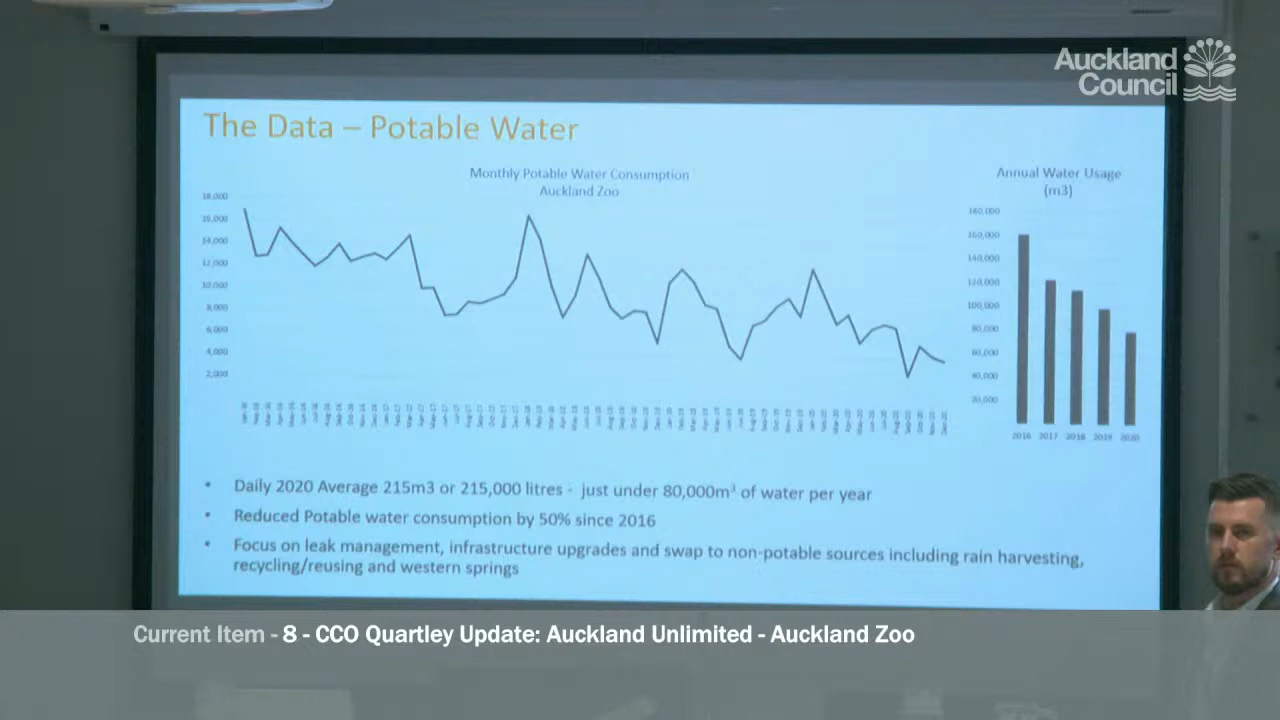 Auckland
Council
The Data – Potable Water
Monthly Potable Water Consumption
Auckland Zoo
Annual Water Usage
(m3)
18,000
16,000
14,000
12,000
10,000
8,000
6,000
4,000
2,000
160,000
160,000
140,000
120,000
100,000
80,000
60,000
40,000
20,000
2016 2017 2018 2019 2020
• Daily 2020 Average 215m3 or 215,000 litres - just under 80,000m³ of water per year
• Reduced Potable water consumption by 50% since 2016
• Focus on leak management, infrastructure upgrades and swap to non-potable sources including rain harvesting,
recycling/reusing and western springs
Current Item - 8 - CCO Quartley Update: Auckland Unlimited - Auckland Zoo